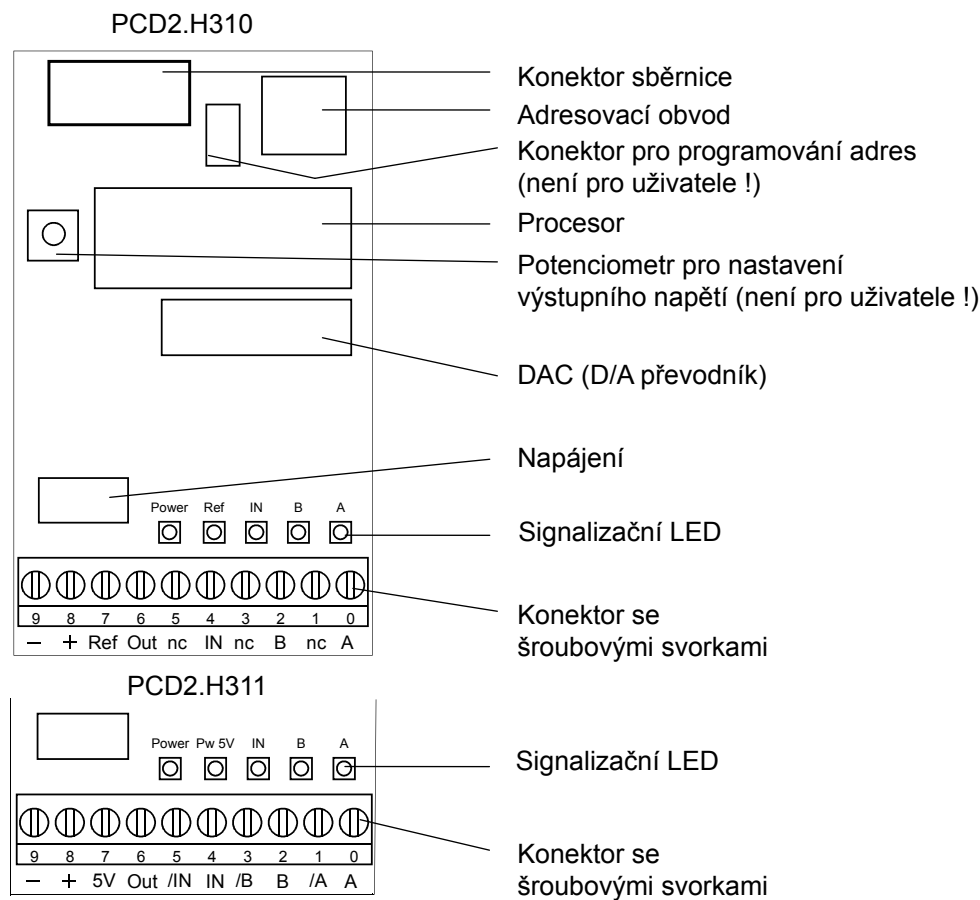 PCD2.H310
Konektor sběrnice
Adresovací obvod
Konektor pro programování adres
(není pro uživatele !)
Procesor
Potenciometr pro nastavení
výstupního napětí (není pro uživatele !)
DAC (D/A převodník)
Napájení
Power Ref IN B A
Signalizační LED
9 8 7 6 5 4 3 2 1 0
− + Ref Out nc IN nc B nc A
Konektor se
šroubovými svorkami
PCD2.H311
Power Pw 5V IN B A
Signalizační LED
9 8 7 6 5 4 3 2 1 0
− + 5V Out /IN IN /B B /A A
Konektor se
šroubovými svorkami